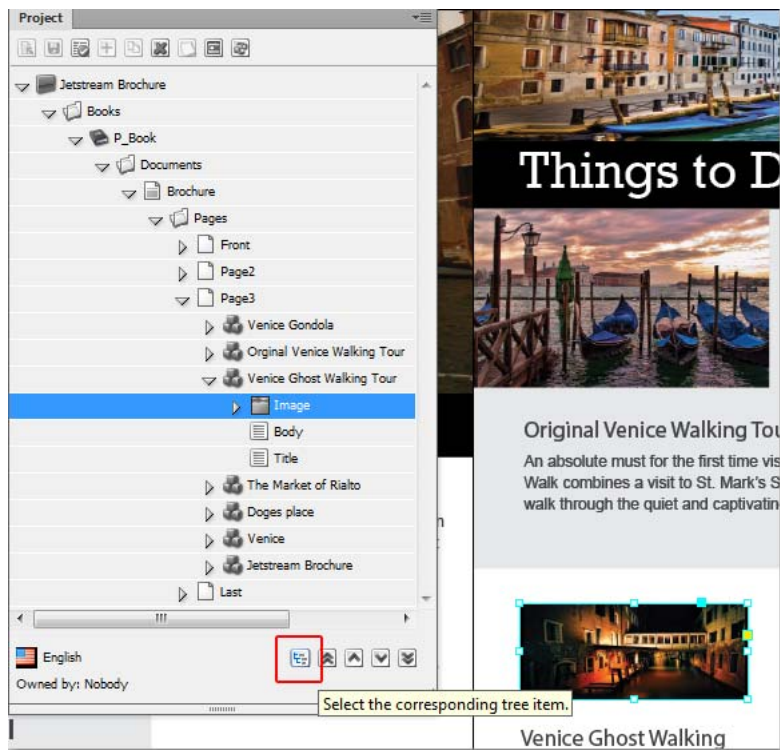 Project
Jetstream Brochure
Books
P_Book
Documents
Brochure
Pages
Front
Page2
Page3
Venice Gondola
Orginal Venice Walking Tour
Venice Ghost Walking Tour
Image
Body
Title
The Market of Rialto
Doges place
Venice
Jetstream Brochure
Last
English
Owned by: Nobody
Select the corresponding tree item.
Things to D
Original Venice Walking Tou
An absolute must for the first time vis
Walk combines a visit to St. Mark's S
walk through the quiet and captivatin
Venice Ghost Walking